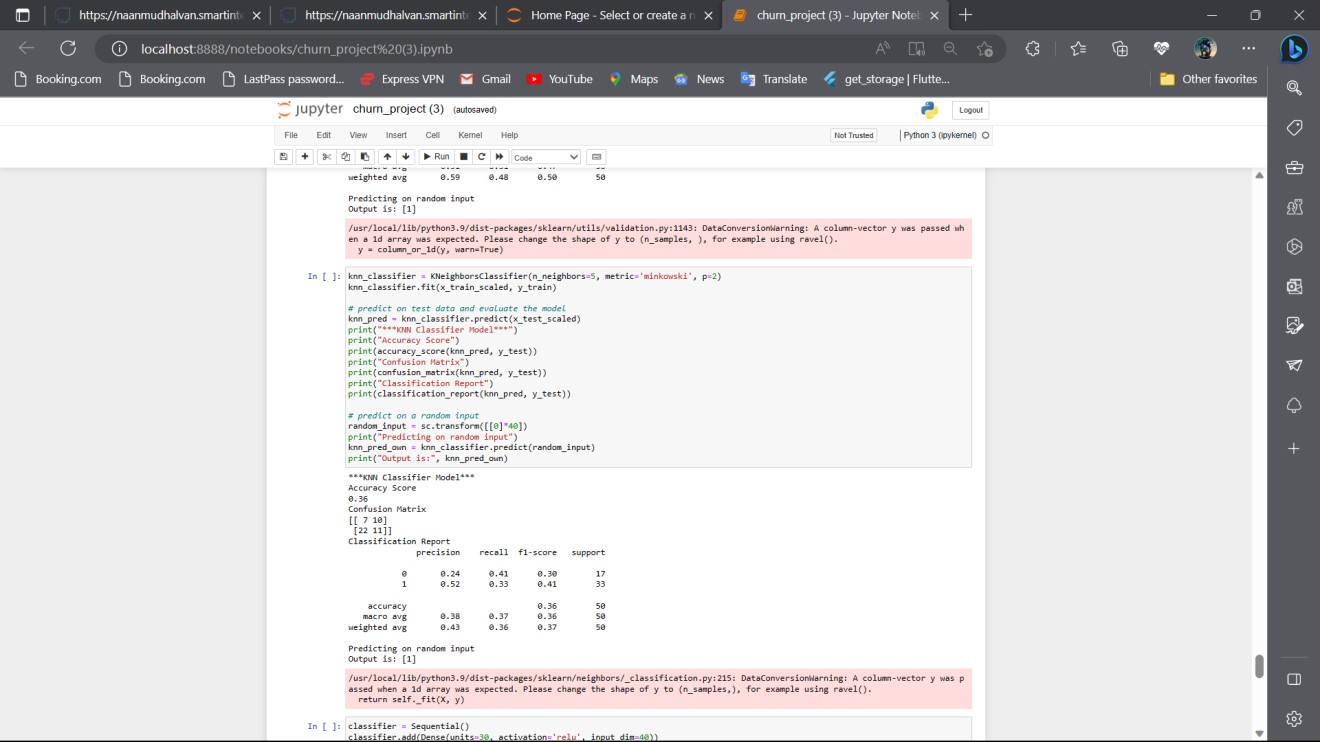 https://naanmudhalvan.smartinte
https://naanmudhalvan.smartinte
Home Page - Select or create a n
churn_project (3) - Jupyter Noteb
localhost:8888/notebooks/churn_project%20(3).ipynb
Booking.com
Booking.com
LastPass password...
Express VPN
Gmail
YouTube
Maps
News
Translate
get_storage | Flutte...
Other favorites
jupyter churn_project (3) (autosaved)
Logout
File Edit View Insert Cell Kernel Help
Not Trusted
Python 3 (ipykernel)
Run
Code
weighted avg 0.59 0.48 0.50 50
Predicting on random input
Output is: [1]
/usr/local/lib/python3.9/dist-packages/sklearn/utils/validation.py:1143: DataConversionWarning: A column-vector y was passed wh
en a 1d array was expected. Please change the shape of y to (n_samples, ), for example using ravel().
y = column_or_1d(y, warn=True)
In [ ]: knn_classifier = KNeighborsClassifier(n_neighbors=5, metric='minkowski', p=2)
knn_classifier.fit(x_train_scaled, y_train)
# predict on test data and evaluate the model
knn_pred = knn_classifier.predict(x_test_scaled)
print("***KNN Classifier Model***")
print("Accuracy Score")
print(accuracy_score(knn_pred, y_test))
print("Confusion Matrix")
print(confusion_matrix(knn_pred, y_test))
print("Classification Report")
print(classification_report(knn_pred, y_test))
# predict on a random input
random_input = sc.transform([[0]*40])
print("Predicting on random input")
knn_pred_own = knn_classifier.predict(random_input)
print("Output is:", knn_pred_own)
***KNN Classifier Model***
Accuracy Score
0.36
Confusion Matrix
[[ 7 10]
[22 11]]
Classification Report
precision recall f1-score support
0 0.24 0.41 0.30 17
1 0.52 0.33 0.41 33
accuracy 0.36 50
macro avg 0.38 0.37 0.36 50
weighted avg 0.43 0.36 0.37 50
Predicting on random input
Output is: [1]
/usr/local/lib/python3.9/dist-packages/sklearn/neighbors/_classification.py:215: DataConversionWarning: A column-vector y was p
assed when a 1d array was expected. Please change the shape of y to (n_samples,), for example using ravel().
return self._fit(X, y)
In [ ]: classifier = Sequential()
classifier.add(Dense(units=30, activation='relu', input_dim=40))